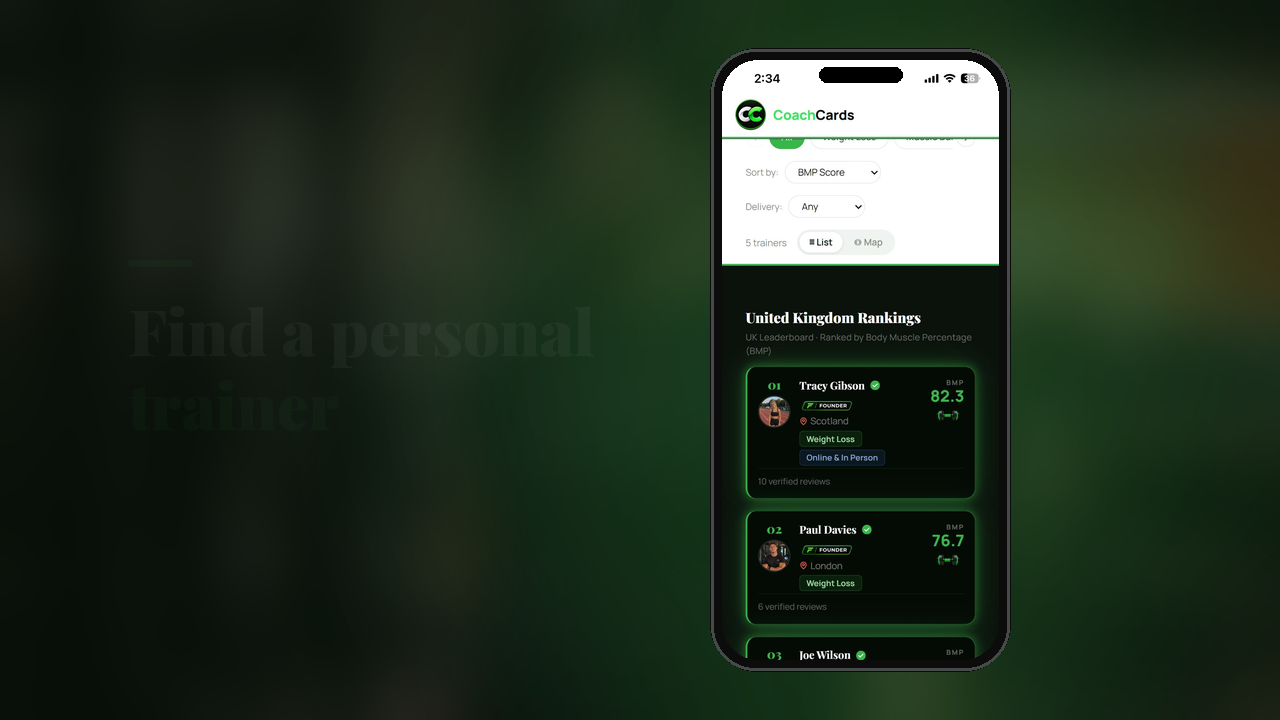 Find a personal
trainer
2:34
36
CC CoachCards
Sort by: BMP Score
Delivery: Any
5 trainers List Map
United Kingdom Rankings
UK Leaderboard · Ranked by Body Muscle Percentage
(BMP)
01 Tracy Gibson BMP
82.3
FOUNDER
Scotland
Weight Loss
Online & In Person
10 verified reviews
02 Paul Davies BMP
76.7
FOUNDER
London
Weight Loss
6 verified reviews
03 Joe Wilson BMP